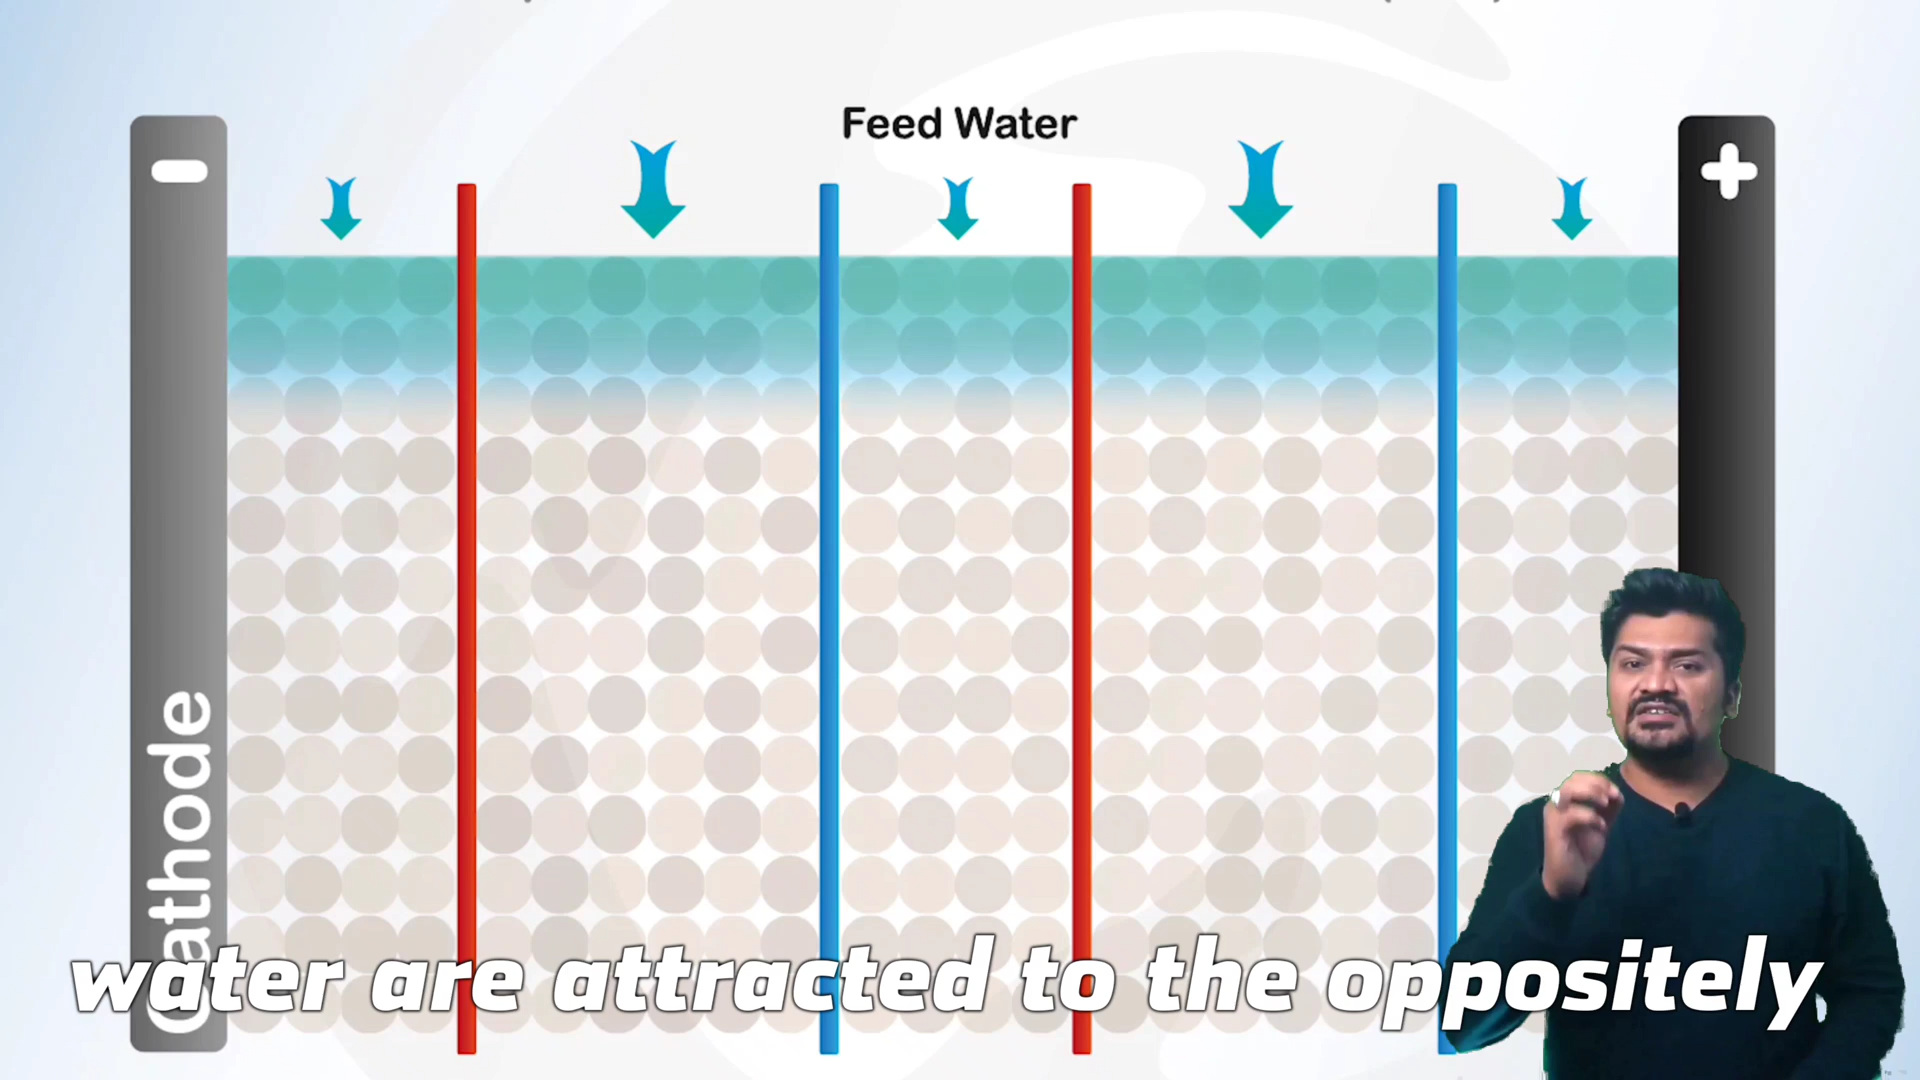 Feed Water
Cathode
water are attracted to the oppositely